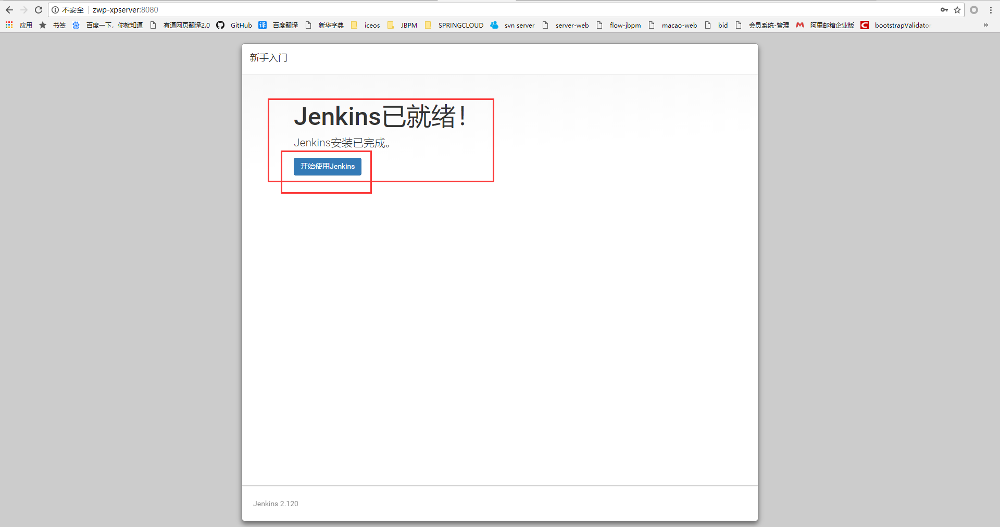 不安全 zwp-xpserver:8080
应用 书签 百度一下，你就知道 有道网页翻译2.0 GitHub 译 百度翻译 新华字典 iceos JBPM SPRINGCLOUD svn server server-web flow-jbpm macao-web bid 会员系统-管理 阿里邮箱企业版 C bootstrapValidator »
新手入门
Jenkins已就绪！
Jenkins安装已完成。
开始使用Jenkins
Jenkins 2.120